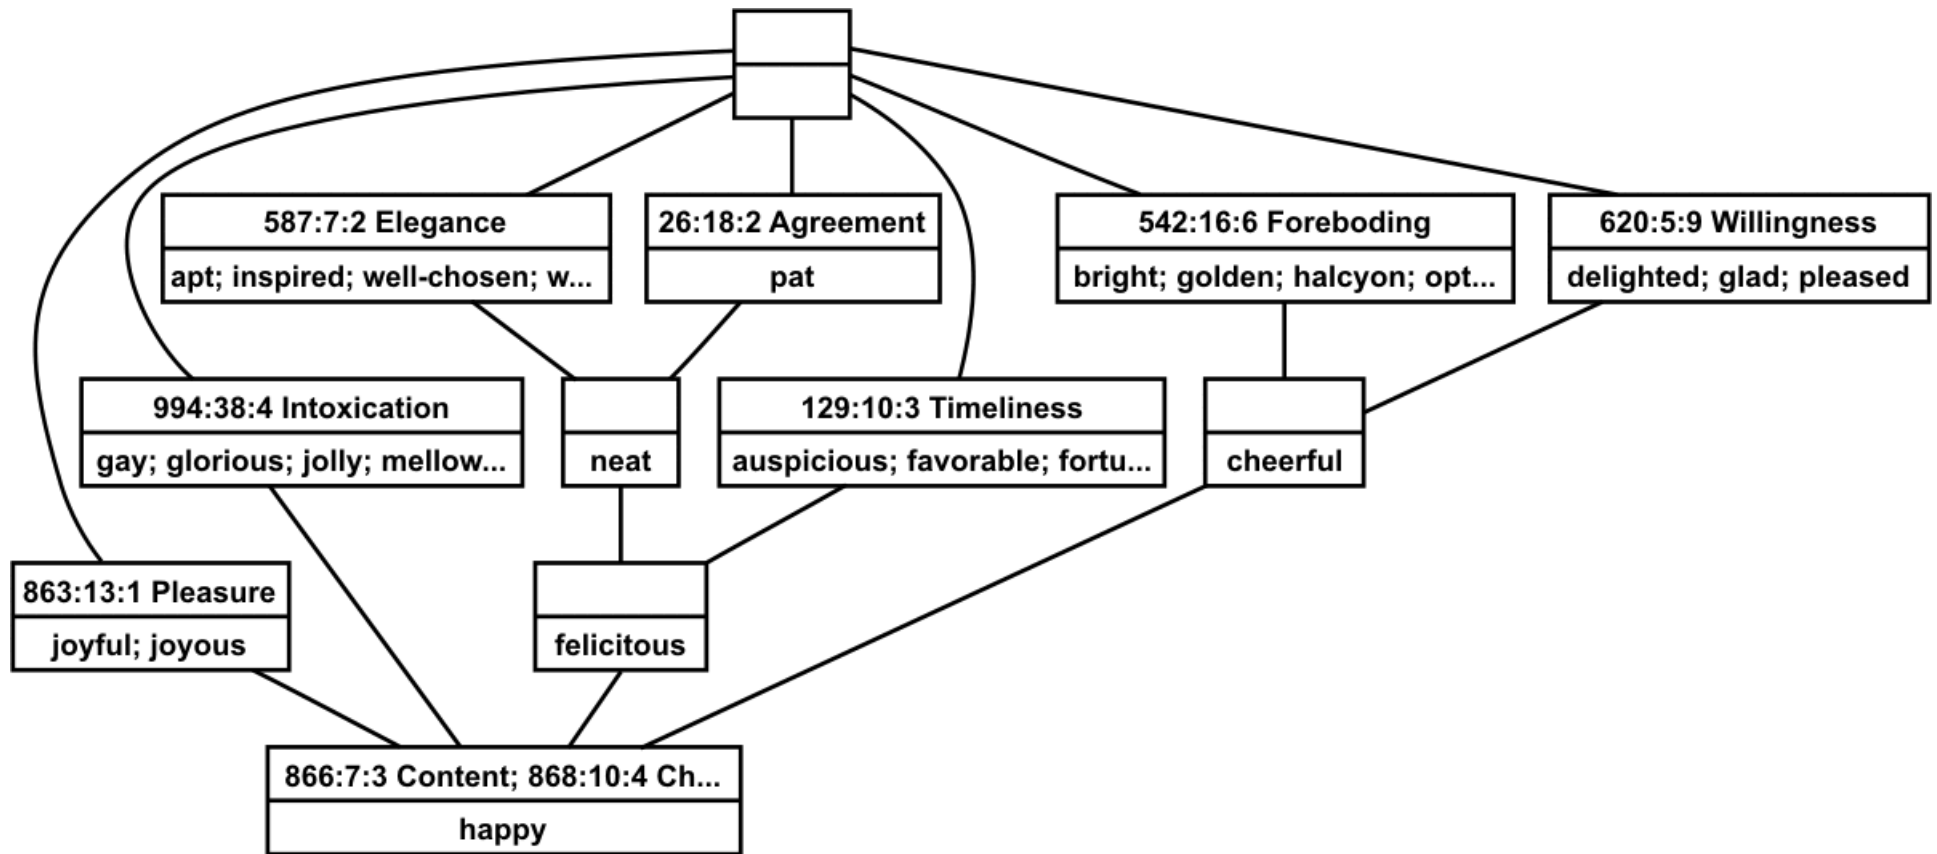 587:7:2 Elegance
apt; inspired; well-chosen; w...
26:18:2 Agreement
pat
542:16:6 Foreboding
bright; golden; halcyon; opt...
620:5:9 Willingness
delighted; glad; pleased
994:38:4 Intoxication
gay; glorious; jolly; mellow...
neat
129:10:3 Timeliness
auspicious; favorable; fortu...
cheerful
863:13:1 Pleasure
joyful; joyous
felicitous
866:7:3 Content; 868:10:4 Ch...
happy